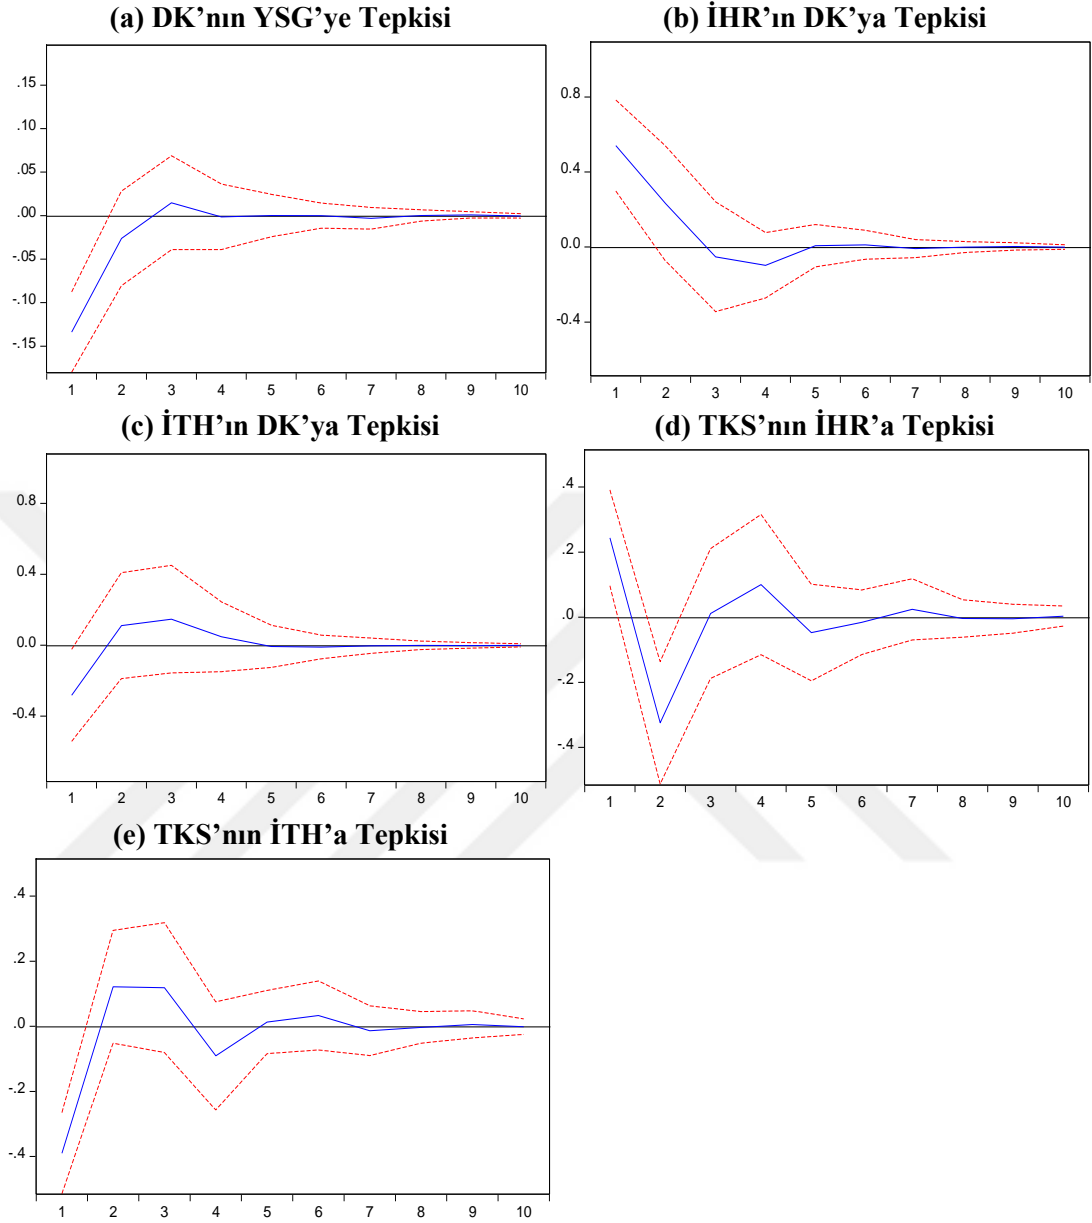 (a) DK’nın YSG’ye Tepkisi
.15
.10
.05
.00
-.05
-.10
-.15
1 2 3 4 5 6 7 8 9 10
(b) İHR’ın DK’ya Tepkisi
0.8
0.4
0.0
-0.4
1 2 3 4 5 6 7 8 9 10
(c) İTH’ın DK’ya Tepkisi
0.8
0.4
0.0
-0.4
1 2 3 4 5 6 7 8 9 10
(d) TKS’nın İHR’a Tepkisi
.4
.2
.0
-.2
-.4
1 2 3 4 5 6 7 8 9 10
(e) TKS’nın İTH’a Tepkisi
.4
.2
.0
-.2
-.4
1 2 3 4 5 6 7 8 9 10